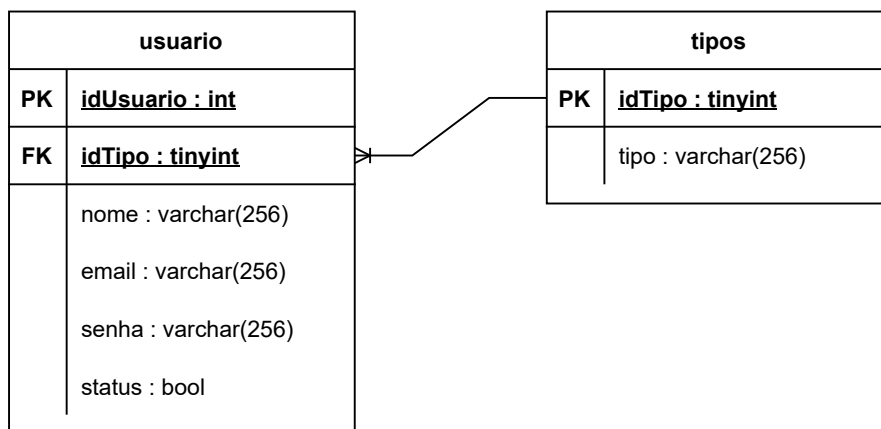 usuario
PK idUsuario : int
FK idTipo : tinyint
nome : varchar(256)
email : varchar(256)
senha : varchar(256)
status : bool
tipos
PK idTipo : tinyint
tipo : varchar(256)